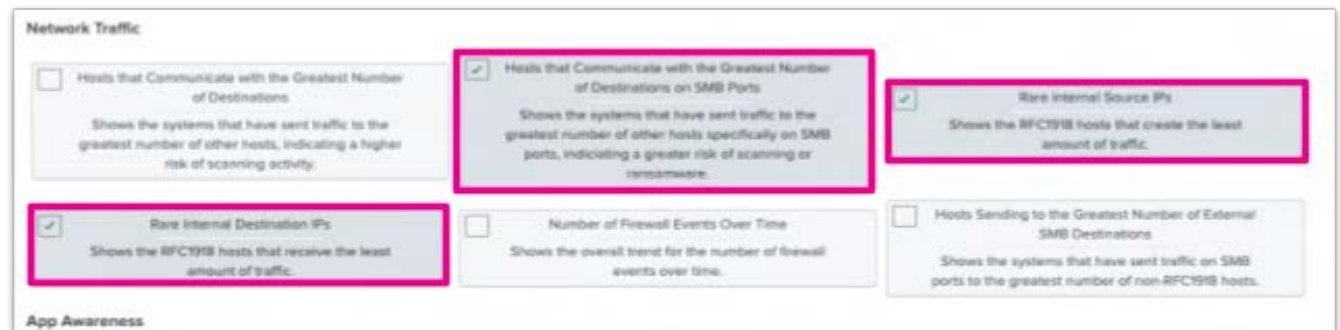 Network Traffic
Hosts that Communicate with the Greatest Number
of Destinations
Shows the systems that have sent traffic to the
greatest number of other hosts, indicating a higher
risk of scanning activity.
Hosts that Communicate with the Greatest Number
of Destinations on SMB Ports
Shows the systems that have sent traffic to the
greatest number of other hosts specifically on SMB
ports, indiciating a greater risk of scanning or
ransomware.
Rare Internal Source IPs
Shows the RFC1918 hosts that create the least
amount of traffic.
Rare Internal Destination IPs
Shows the RFC1918 hosts that receive the least
amount of traffic.
Number of Firewall Events Over Time
Shows the overall trend for the number of firewall
events over time.
Hosts Sending to the Greatest Number of External
SMB Destinations
Shows the systems that have sent traffic on SMB
ports to the greatest number of non-RFC1918 hosts.
App Awareness